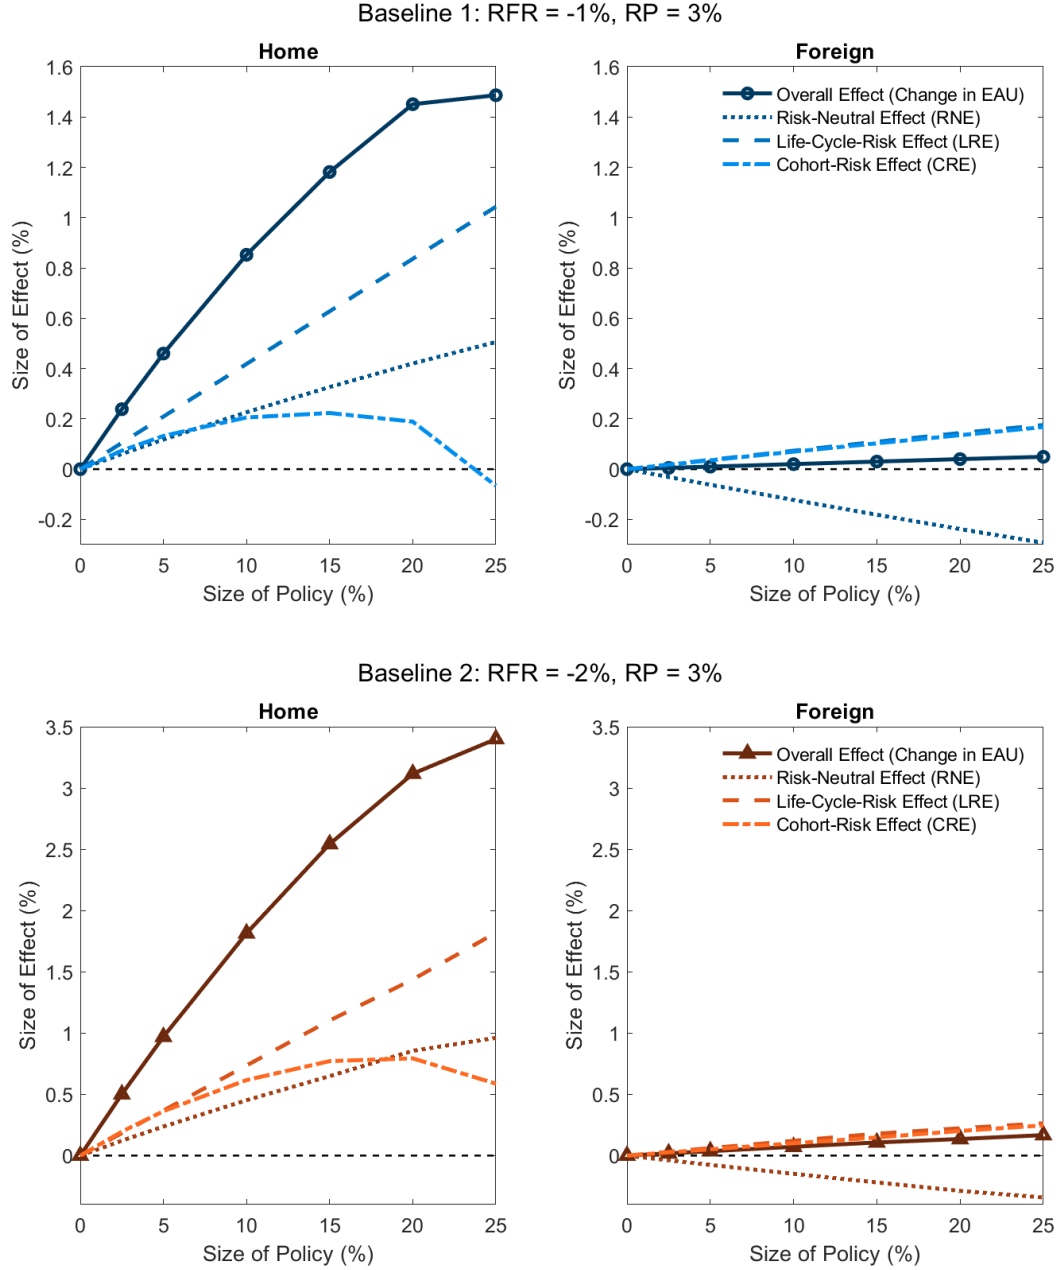 Baseline 1: RFR = -1%, RP = 3%
Home
Foreign
1.6
1.4
1.2
1
0.8
0.6
0.4
0.2
0
-0.2
Size of Effect (%)
0 5 10 15 20 25
Size of Policy (%)
1.6
1.4
1.2
1
0.8
0.6
0.4
0.2
0
-0.2
Size of Effect (%)
Overall Effect (Change in EAU)
Risk-Neutral Effect (RNE)
Life-Cycle-Risk Effect (LRE)
Cohort-Risk Effect (CRE)
0 5 10 15 20 25
Size of Policy (%)
Baseline 2: RFR = -2%, RP = 3%
Home
Foreign
3.5
3
2.5
2
1.5
1
0.5
0
Size of Effect (%)
0 5 10 15 20 25
Size of Policy (%)
3.5
3
2.5
2
1.5
1
0.5
0
Size of Effect (%)
Overall Effect (Change in EAU)
Risk-Neutral Effect (RNE)
Life-Cycle-Risk Effect (LRE)
Cohort-Risk Effect (CRE)
0 5 10 15 20 25
Size of Policy (%)